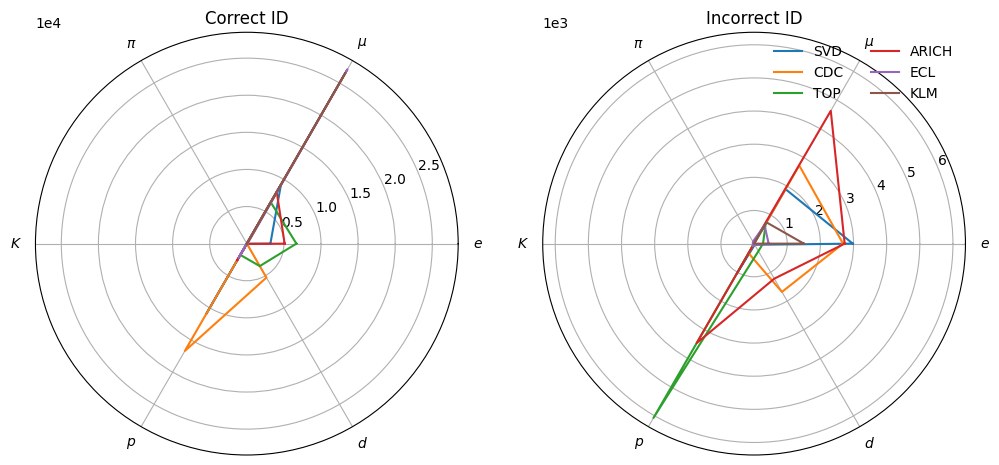 Correct ID
1e4
π
μ
K
e
p
d
0.5
1.0
1.5
2.0
2.5
Incorrect ID
1e3
π
μ
K
e
p
d
1
2
3
4
5
6
SVD
CDC
TOP
ARICH
ECL
KLM